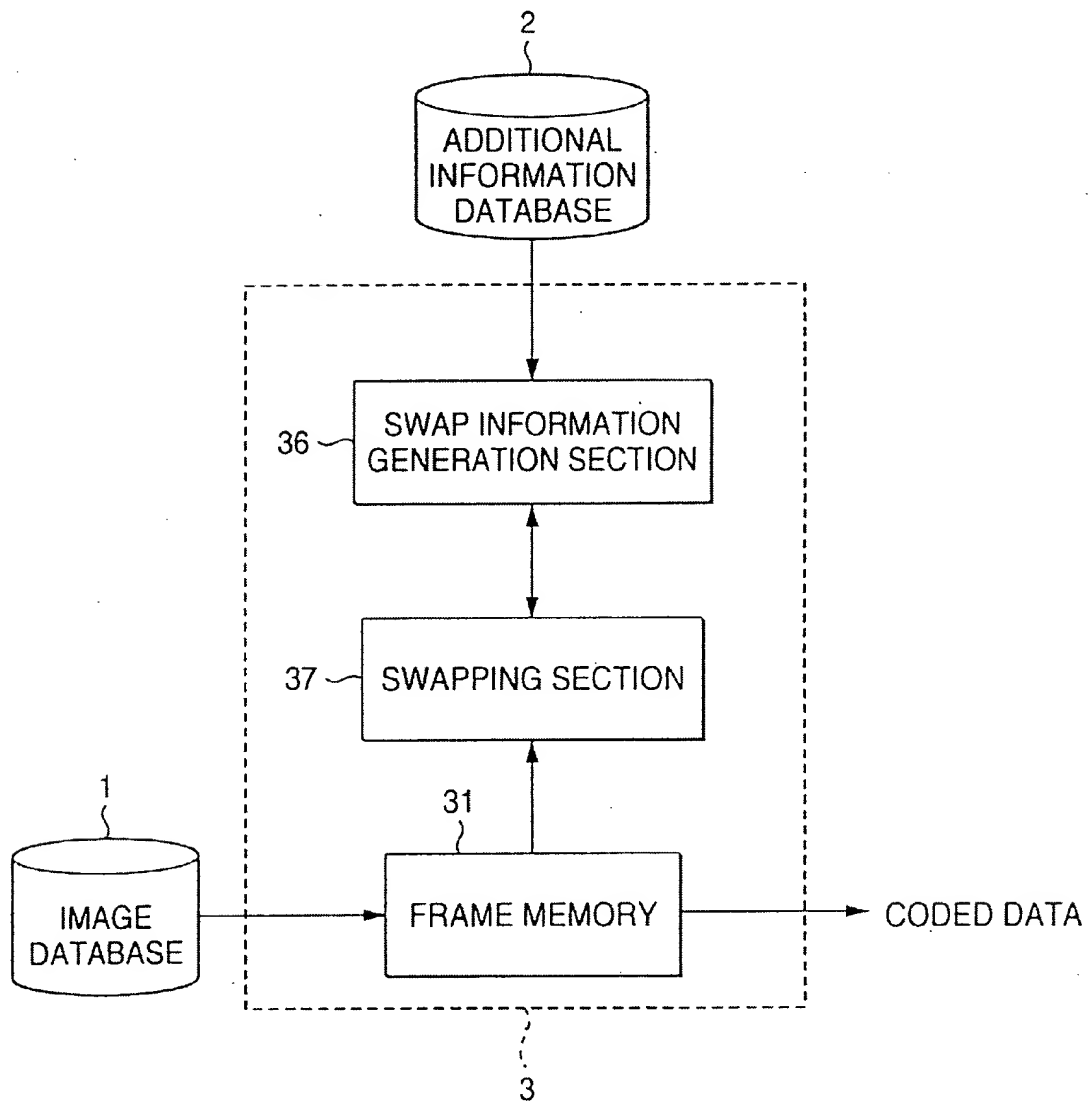 2
ADDITIONAL
INFORMATION
DATABASE
36
SWAP INFORMATION
GENERATION SECTION
37
SWAPPING SECTION
1
31
IMAGE
DATABASE
FRAME MEMORY
CODED DATA
3